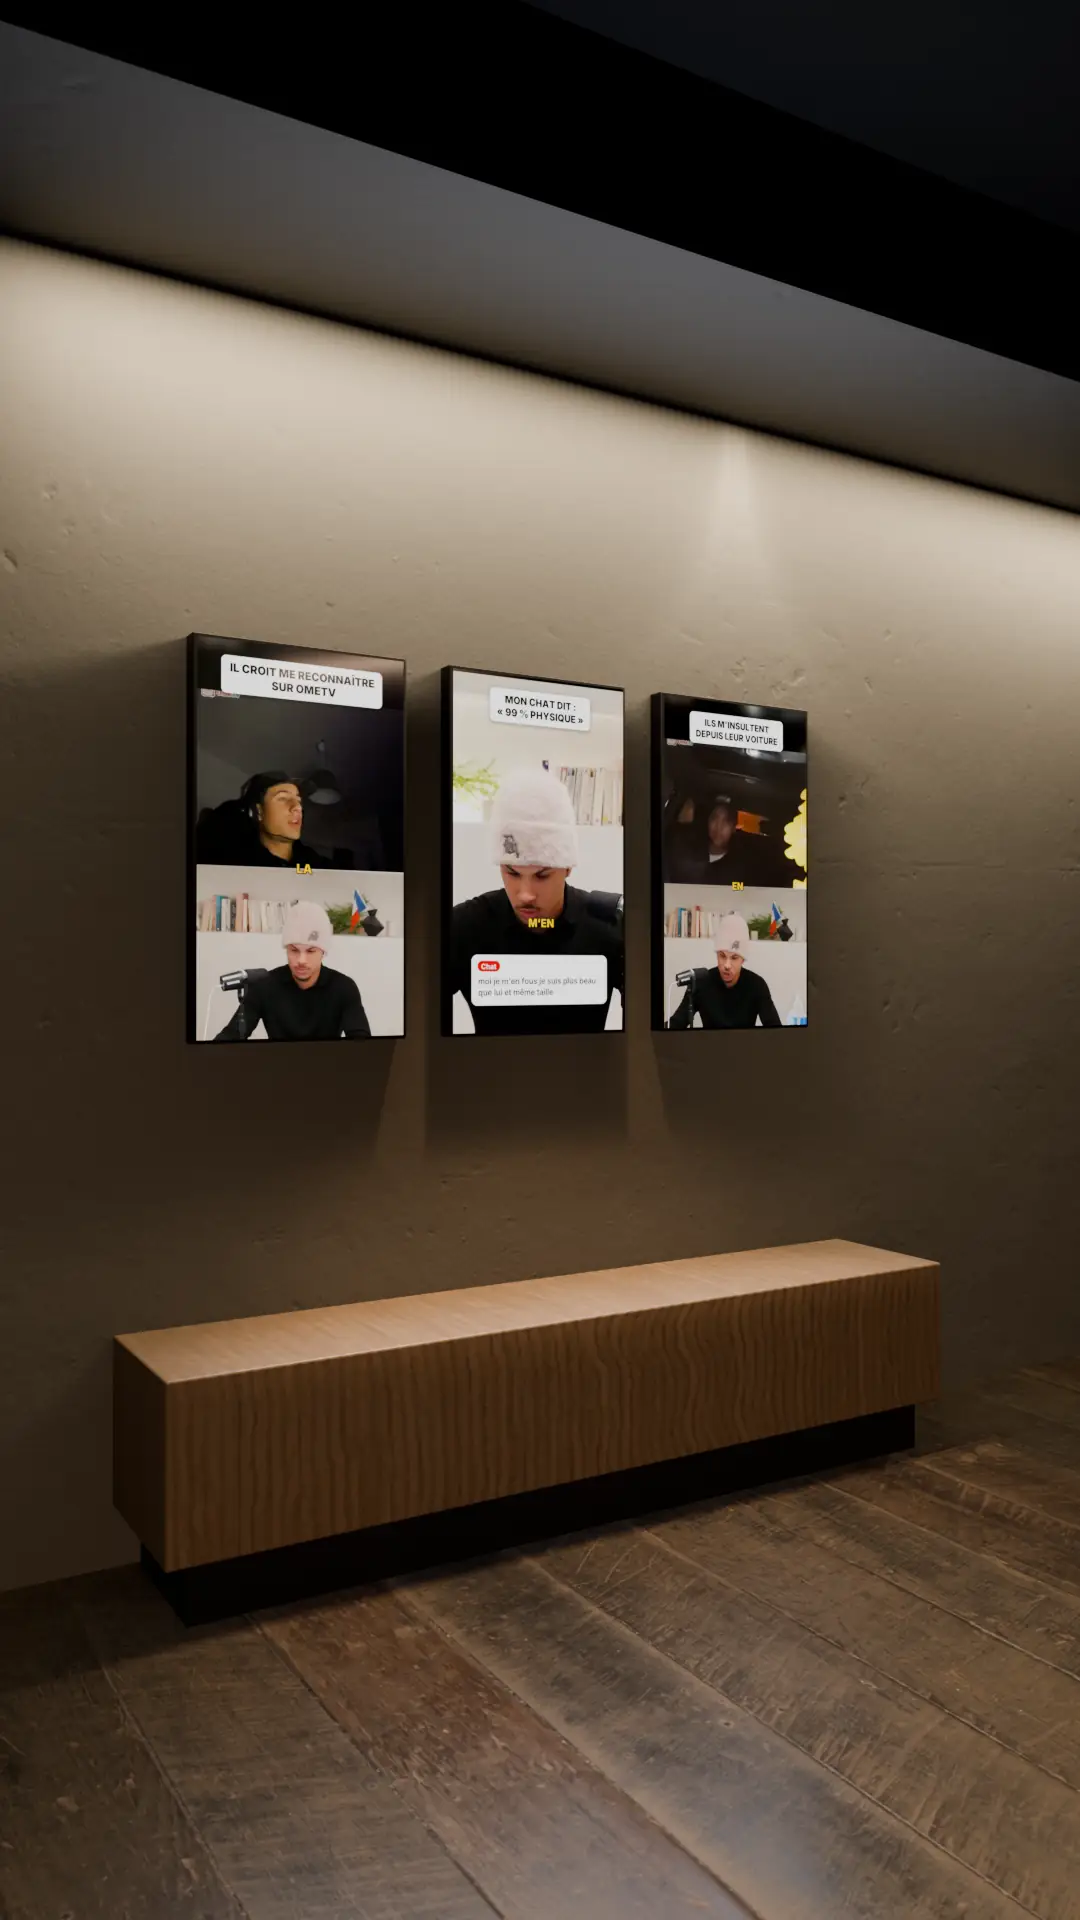 IL CROIT ME RECONNAÎTRE
SUR OMETV
LA
MON CHAT DIT :
« 99 % PHYSIQUE »
M'EN
Chat
moi je m'en fous je suis plus beau
que lui et même taille
ILS M'INSULTENT
DEPUIS LEUR VOITURE
EN